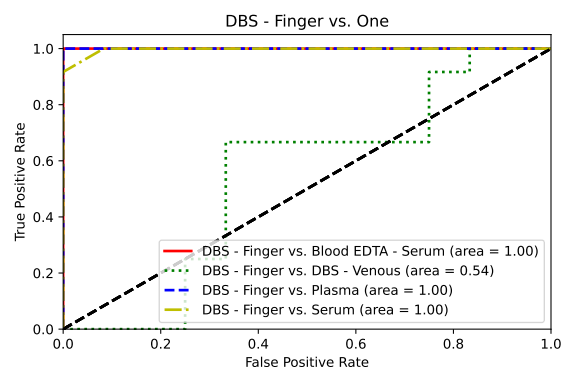 DBS - Finger vs. One
True Positive Rate
1.0
0.8
0.6
0.4
0.2
0.0
DBS - Finger vs. Blood EDTA - Serum (area = 1.00)
DBS - Finger vs. DBS - Venous (area = 0.54)
DBS - Finger vs. Plasma (area = 1.00)
DBS - Finger vs. Serum (area = 1.00)
0.0 0.2 0.4 0.6 0.8 1.0
False Positive Rate